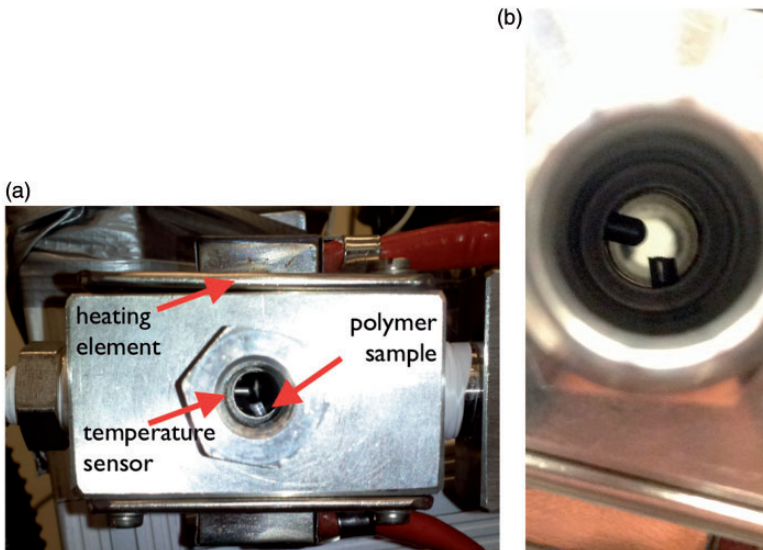 (a)
heating
element
polymer
sample
temperature
sensor
(b)